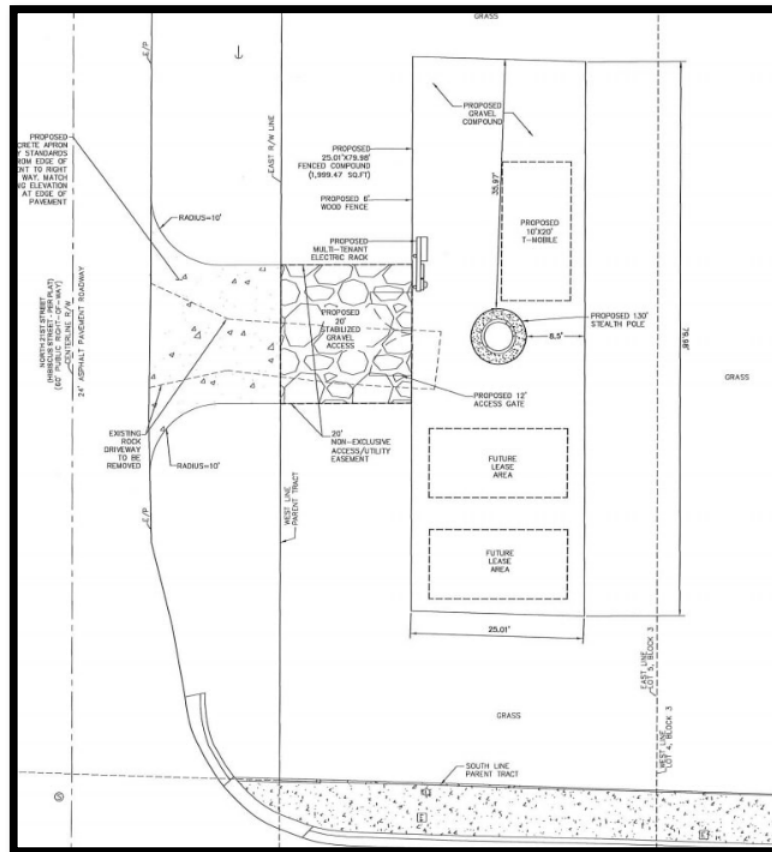 GRASS
E/P
EAST R/W LINE
PROPOSED
GRAVEL
COMPOUND
PROPOSED
CRETE APRON
Y STANDARDS
ROM EDGE OF
ENT TO RIGHT
WAY. MATCH
NG ELEVATION
AT EDGE OF
PAVEMENT
PROPOSED
25.01'X79.98'
FENCED COMPOUND
(1,999.47 SQ.FT)
PROPOSED 6'
WOOD FENCE
RADIUS=10'
PROPOSED
MULTI-TENANT
ELECTRIC RACK
PROPOSED
10'X20'
T-MOBILE
NORTH 21ST STREET
(HIBISCUS STREET - PER PLAT)
(60' PUBLIC RIGHT-OF-WAY)
CENTERLINE R/W
24' ASPHALT PAVEMENT ROADWAY
PROPOSED
20'
STABILIZED
GRAVEL
ACCESS
PROPOSED 130'
STEALTH POLE
8.5'
79.98'
GRASS
PROPOSED 12'
ACCESS GATE
EXISTING
ROCK
DRIVEWAY
TO BE
REMOVED
RADIUS=10'
20'
NON-EXCLUSIVE
ACCESS/UTILITY
EASEMENT
FUTURE
LEASE
AREA
E/P
WEST LINE
PARENT TRACT
FUTURE
LEASE
AREA
25.01'
EAST LINE
LOT 5, BLOCK 3
WEST LINE
LOT 4, BLOCK 3
GRASS
SOUTH LINE
PARENT TRACT